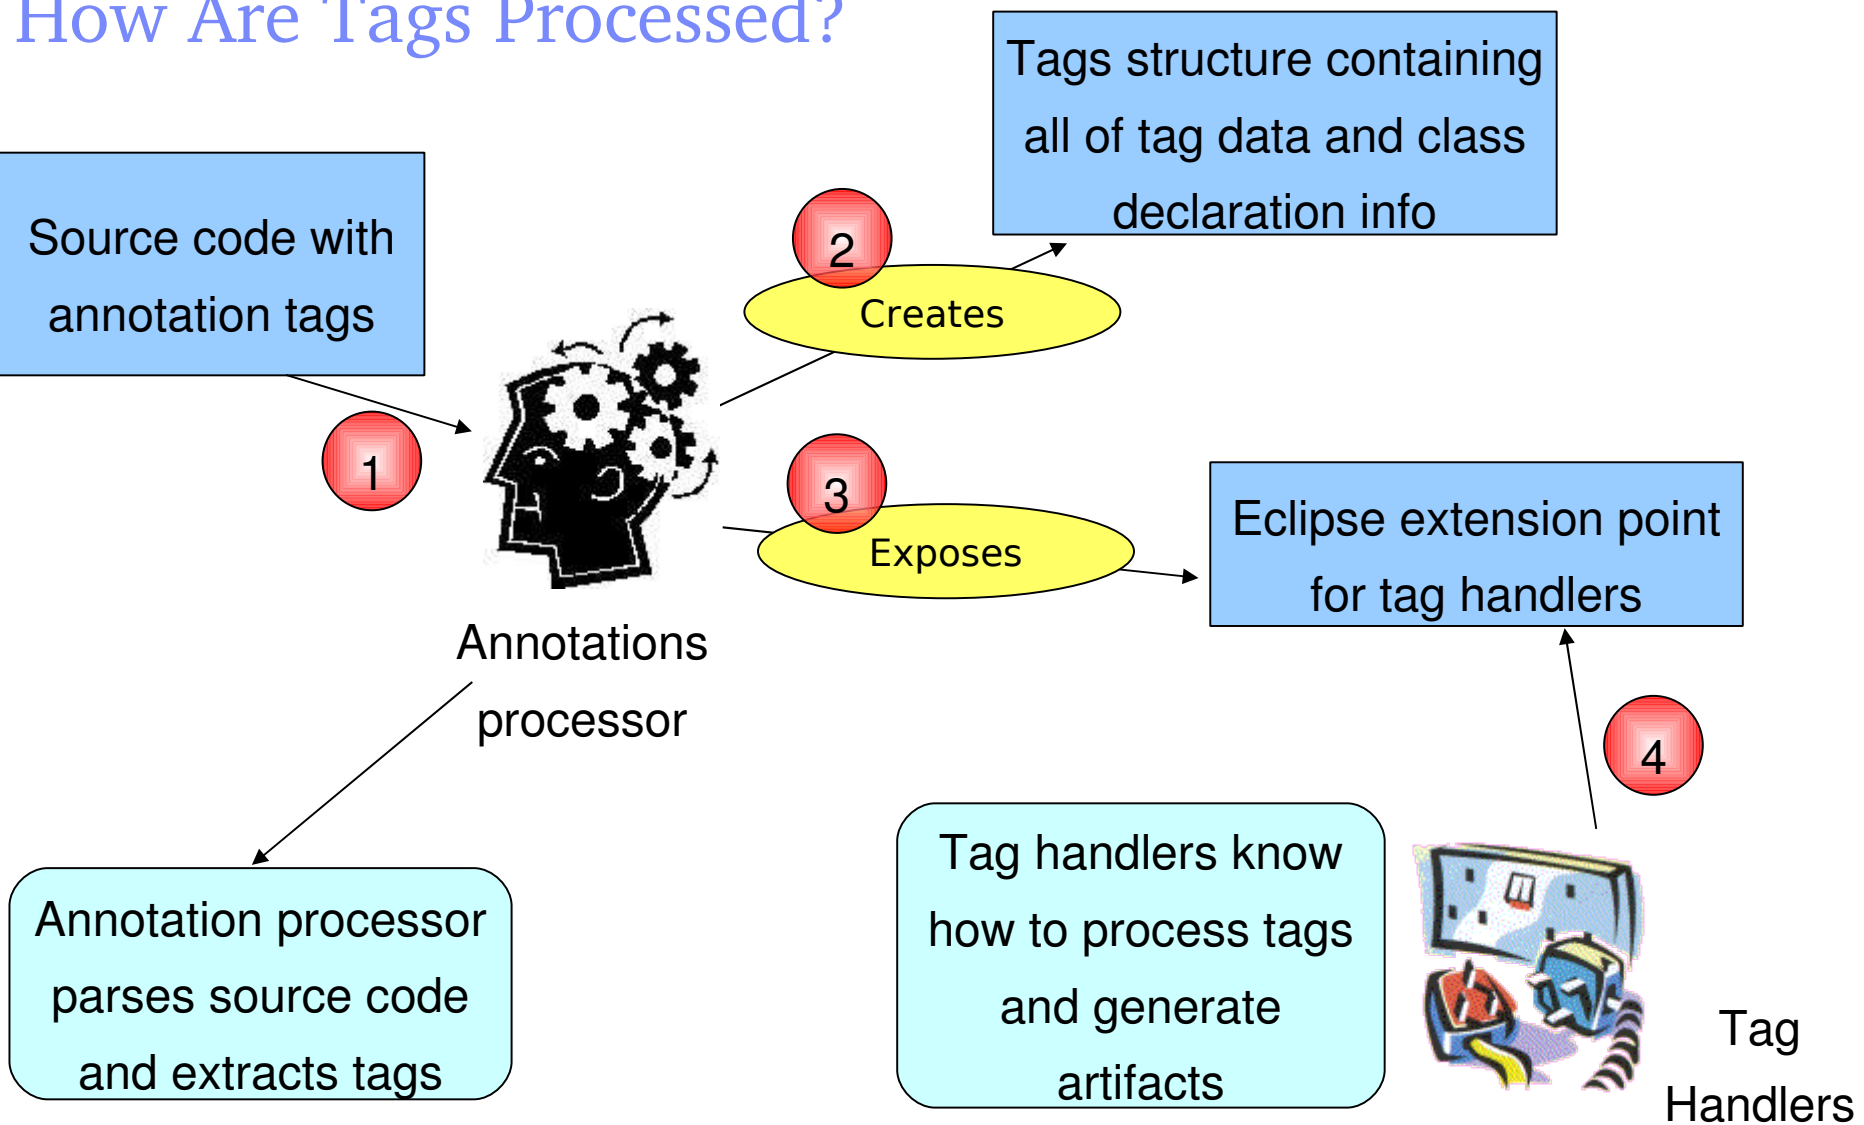 How Are Tags Processed?
Tags structure containing
all of tag data and class
declaration info
Source code with
annotation tags
2
Creates
1
3
Exposes
Eclipse extension point
for tag handlers
Annotations
processor
4
Annotation processor
parses source code
and extracts tags
Tag handlers know
how to process tags
and generate
artifacts
Tag
Handlers